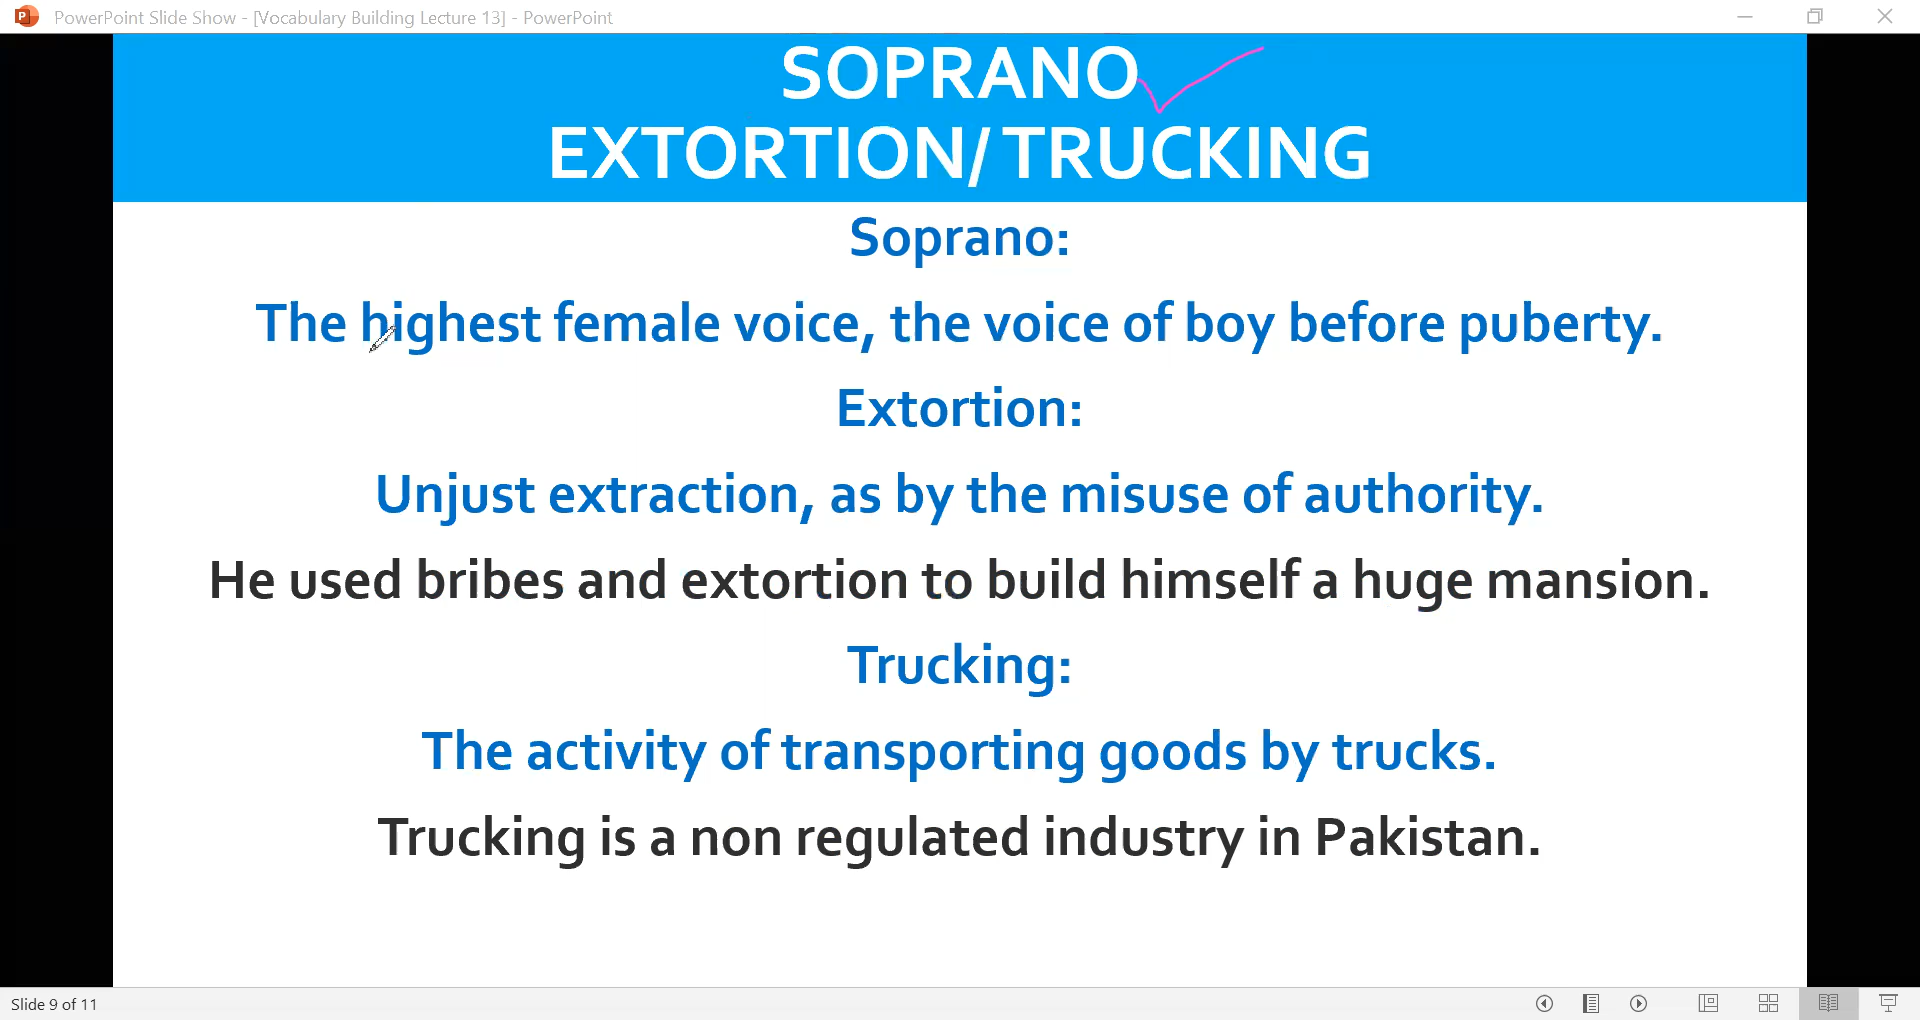 PowerPoint Slide Show - [Vocabulary Building Lecture 13] - PowerPoint
SOPRANO
EXTORTION/ TRUCKING
Soprano:
The highest female voice, the voice of boy before puberty.
Extortion:
Unjust extraction, as by the misuse of authority.
He used bribes and extortion to build himself a huge mansion.
Trucking:
The activity of transporting goods by trucks.
Trucking is a non regulated industry in Pakistan.
Slide 9 of 11